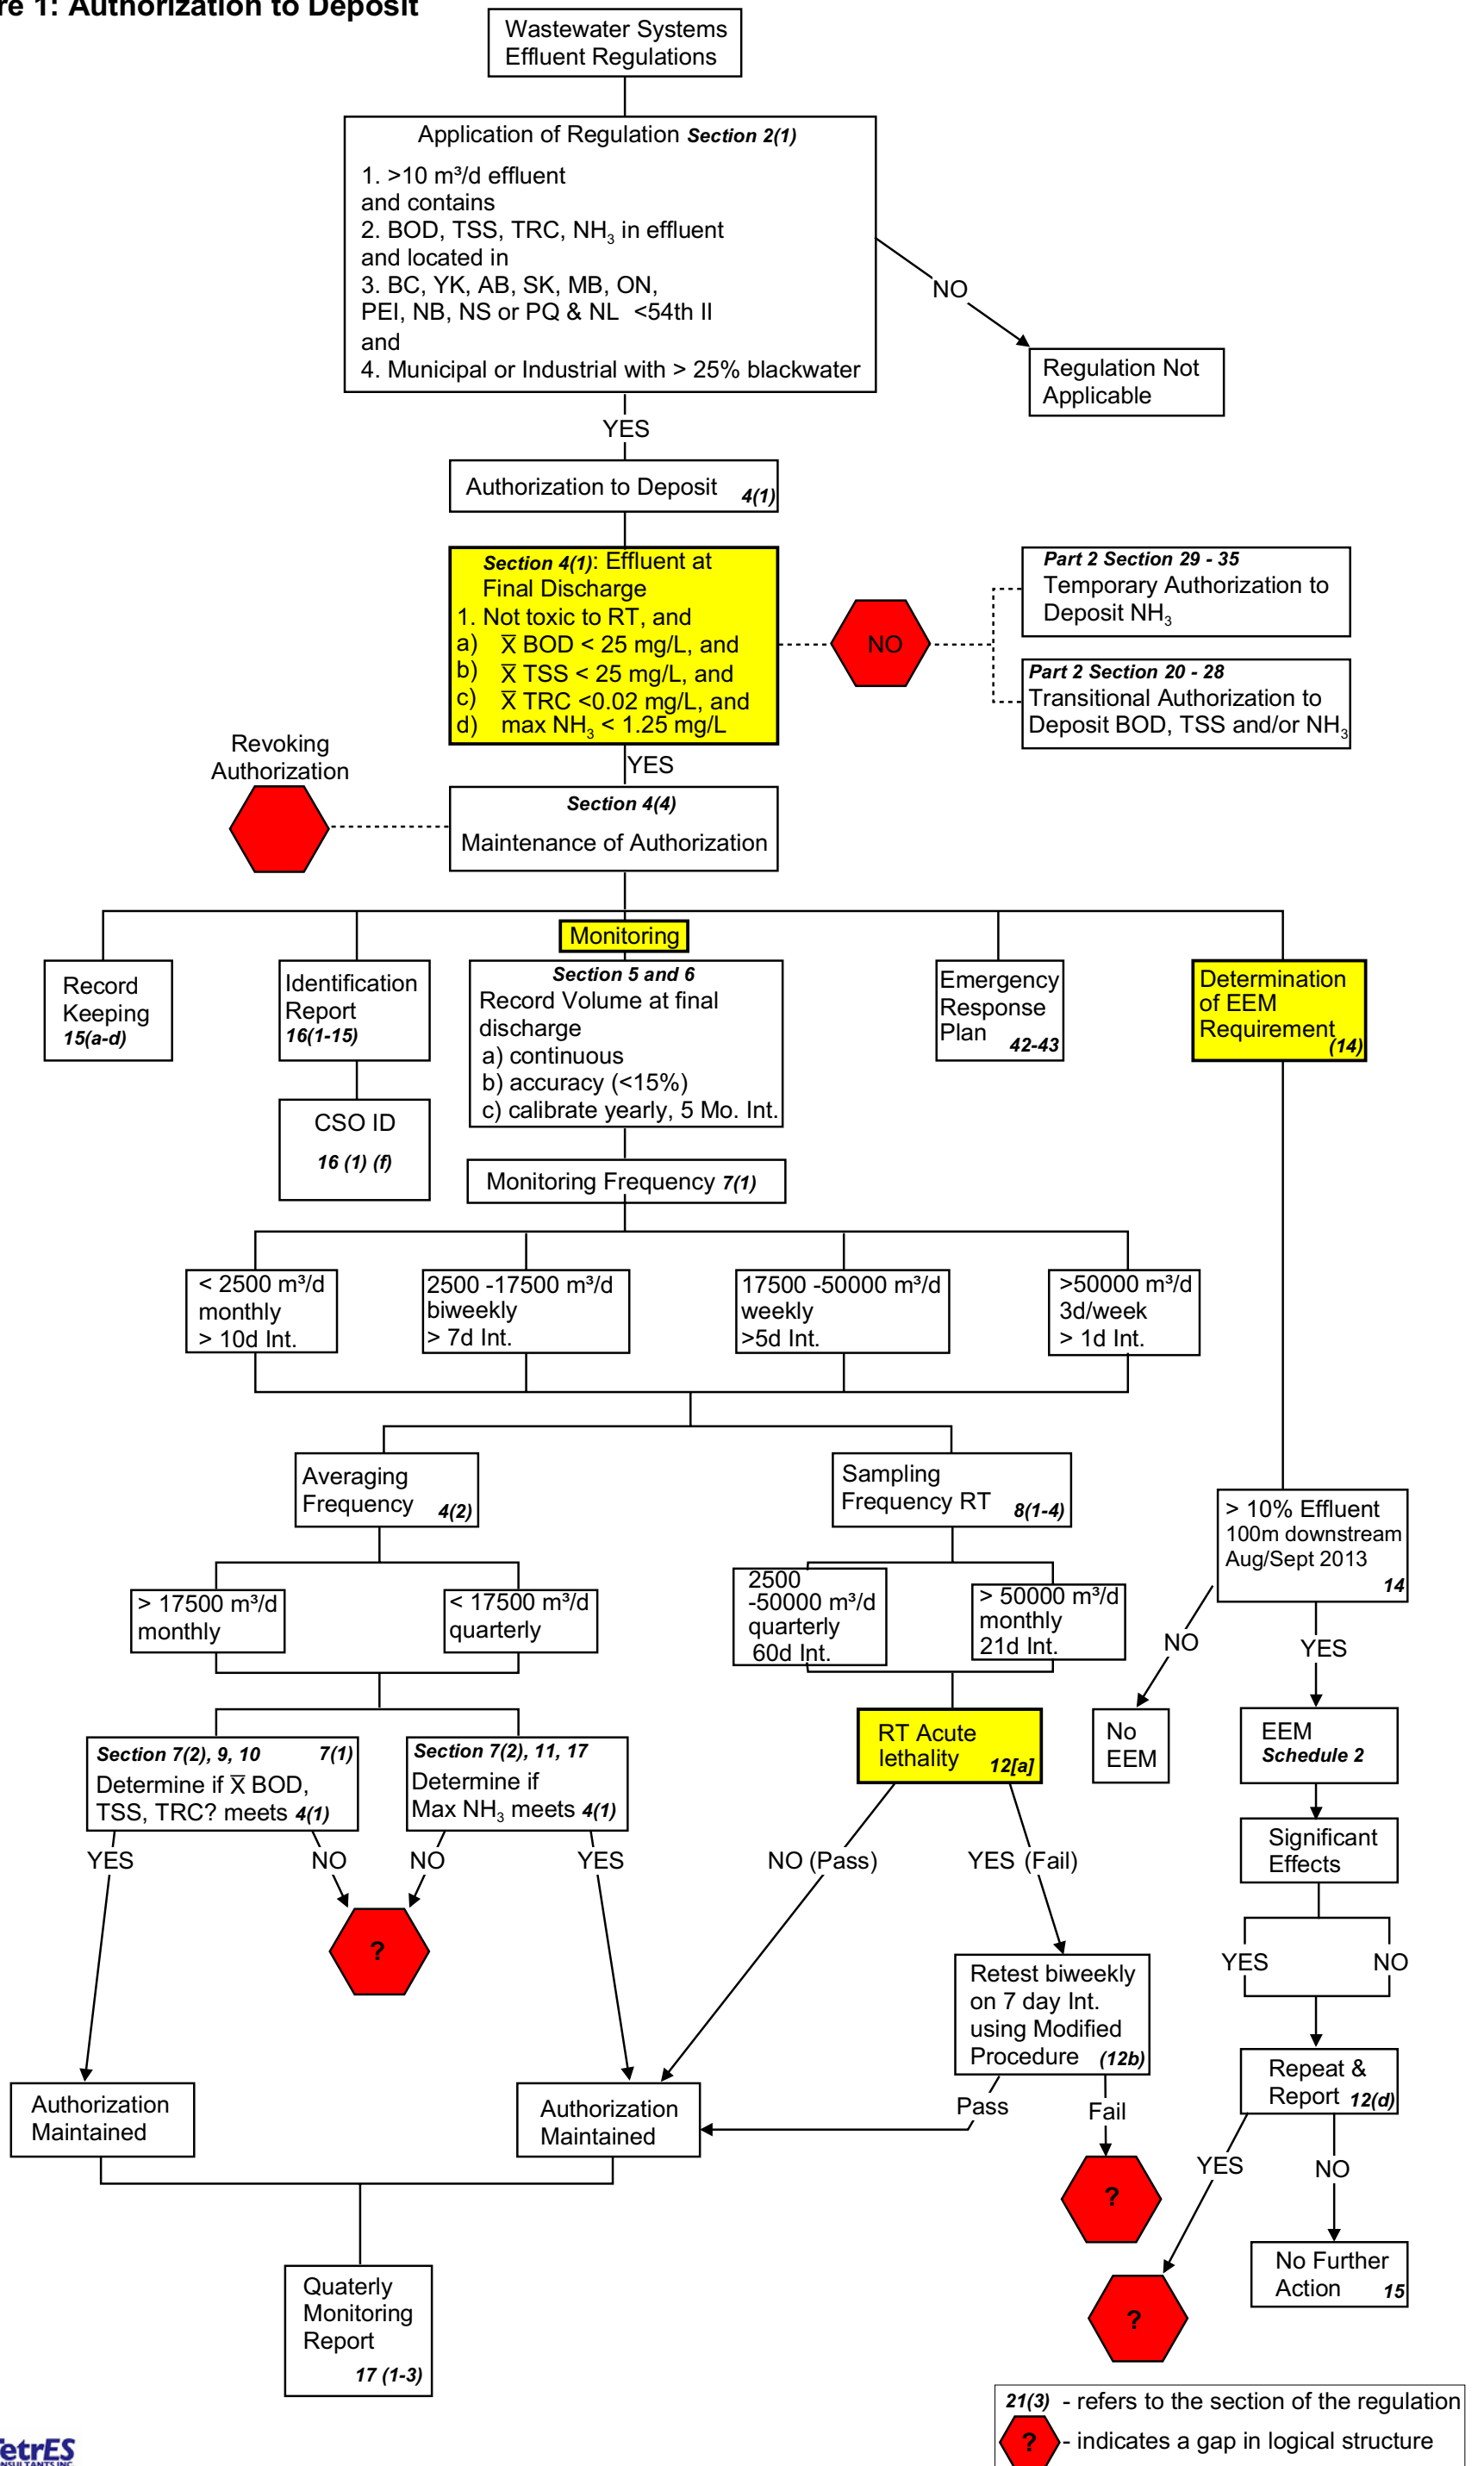 re 1: Authorization to Deposit
Wastewater Systems
Effluent Regulations
Application of Regulation Section 2(1)
1. >10 m³/d effluent
and contains
2. BOD, TSS, TRC, NH₃ in effluent
and located in
3. BC, YK, AB, SK, MB, ON,
PEI, NB, NS or PQ & NL <54th II
and
4. Municipal or Industrial with > 25% blackwater
NO
Regulation Not
Applicable
YES
Authorization to Deposit 4(1)
Section 4(1): Effluent at
Final Discharge
1. Not toxic to RT, and
a) X̅ BOD < 25 mg/L, and
b) X̅ TSS < 25 mg/L, and
c) X̅ TRC <0.02 mg/L, and
d) max NH₃ < 1.25 mg/L
NO
Part 2 Section 29 - 35
Temporary Authorization to
Deposit NH₃
Part 2 Section 20 - 28
Transitional Authorization to
Deposit BOD, TSS and/or NH₃
Revoking
Authorization
YES
Section 4(4)
Maintenance of Authorization
Monitoring
Record
Keeping
15(a-d)
Identification
Report
16(1-15)
CSO ID
16 (1) (f)
Section 5 and 6
Record Volume at final
discharge
a) continuous
b) accuracy (<15%)
c) calibrate yearly, 5 Mo. Int.
Emergency
Response
Plan 42-43
Determination
of EEM
Requirement
(14)
Monitoring Frequency 7(1)
< 2500 m³/d
monthly
> 10d Int.
2500 -17500 m³/d
biweekly
> 7d Int.
17500 -50000 m³/d
weekly
>5d Int.
>50000 m³/d
3d/week
> 1d Int.
Averaging
Frequency 4(2)
Sampling
Frequency RT 8(1-4)
> 10% Effluent
100m downstream
Aug/Sept 2013
14
> 17500 m³/d
monthly
< 17500 m³/d
quarterly
2500
-50000 m³/d
quarterly
60d Int.
> 50000 m³/d
monthly
21d Int.
NO
YES
Section 7(2), 9, 10 7(1)
Determine if X̅ BOD,
TSS, TRC? meets 4(1)
Section 7(2), 11, 17
Determine if
Max NH₃ meets 4(1)
RT Acute
lethality 12[a]
No
EEM
EEM
Schedule 2
Significant
Effects
YES
NO
NO
YES
NO (Pass)
YES (Fail)
?
YES
NO
Retest biweekly
on 7 day Int.
using Modified
Procedure (12b)
Repeat &
Report 12(d)
Authorization
Maintained
Authorization
Maintained
Pass
Fail
YES
NO
?
No Further
Action 15
?
Quaterly
Monitoring
Report
17 (1-3)
21(3) - refers to the section of the regulation
? - indicates a gap in logical structure
TetrES
CONSULTANTS INC.